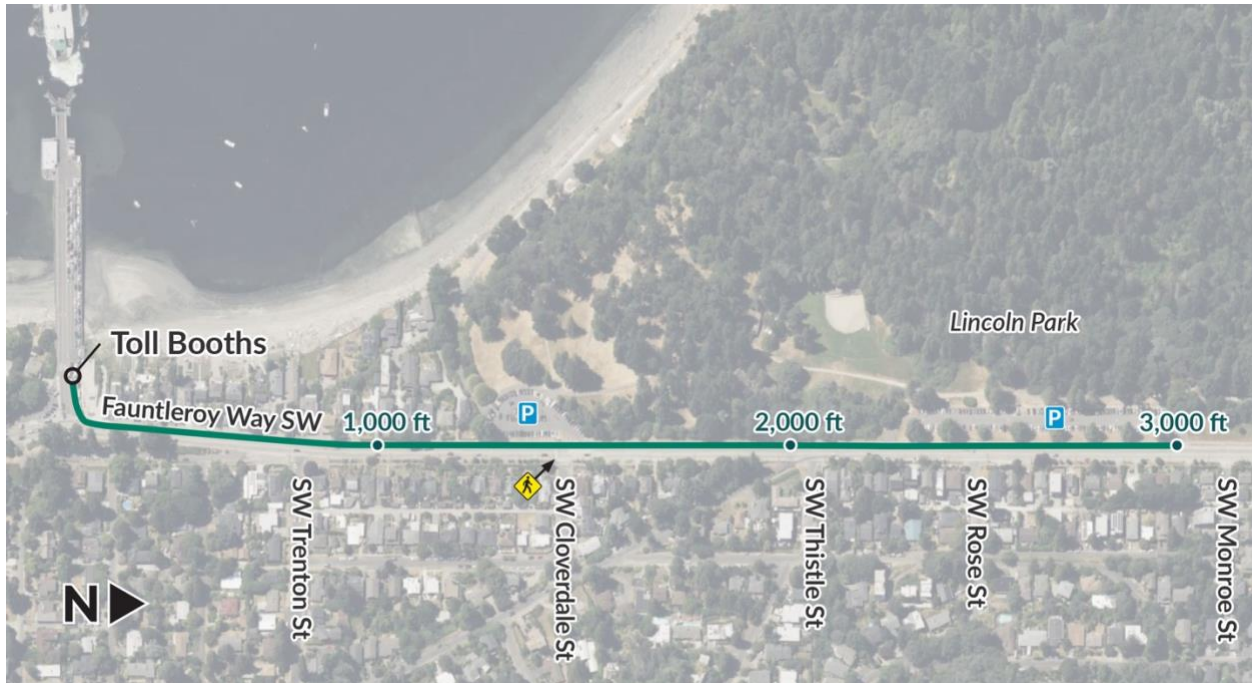 Toll Booths
Lincoln Park
Fauntleroy Way SW
1,000 ft
P
2,000 ft
P
3,000 ft
SW Trenton St
SW Cloverdale St
SW Thistle St
SW Rose St
SW Monroe St
N